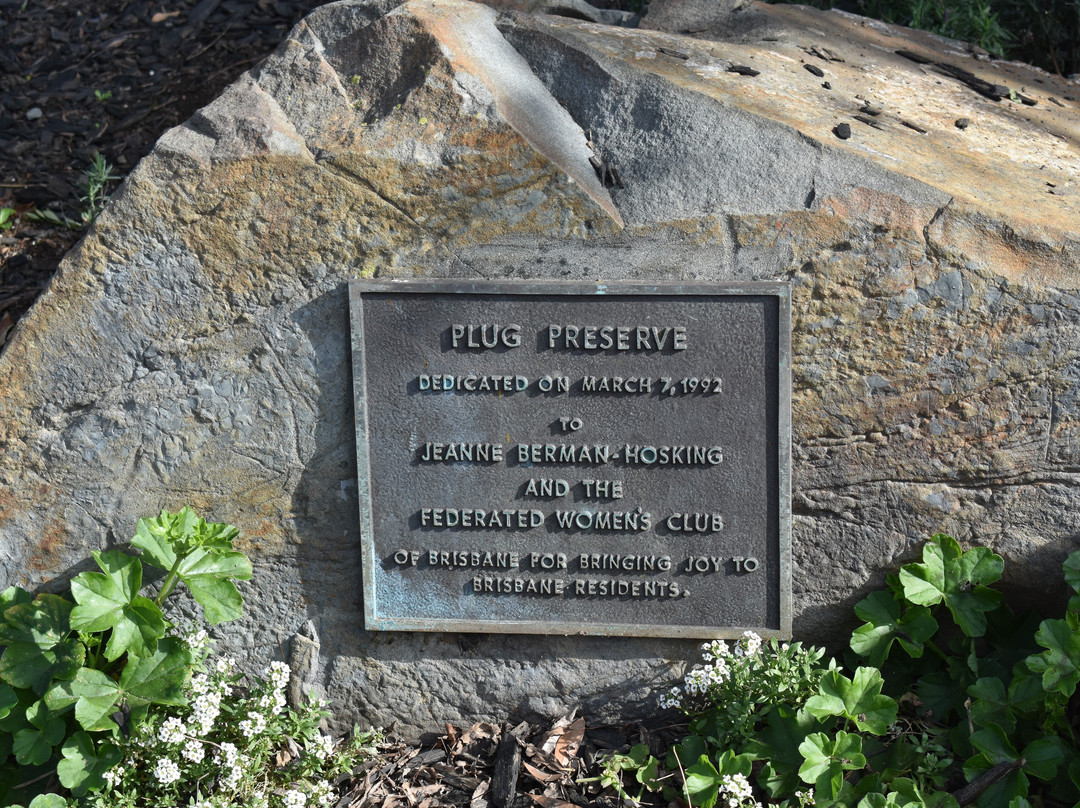 PLUG PRESERVE
DEDICATED ON MARCH 7, 1992
TO
JEANNE BERMAN-HOSKING
AND THE
FEDERATED WOMEN'S CLUB
OF BRISBANE FOR BRINGING JOY TO
BRISBANE RESIDENTS.